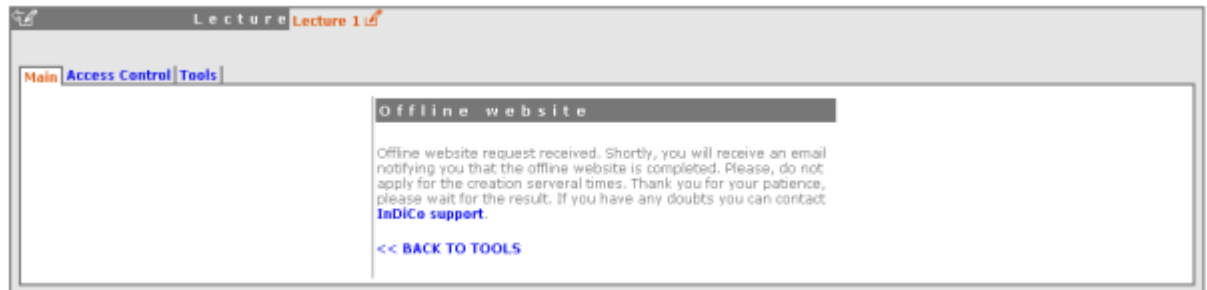 Lecture Lecture 1
Main Access Control Tools
Offline website
Offline website request received. Shortly, you will receive an email
notifying you that the offline website is completed. Please, do not
apply for the creation serveral times. Thank you for your patience,
please wait for the result. If you have any doubts you can contact
InDiCo support.
<< BACK TO TOOLS